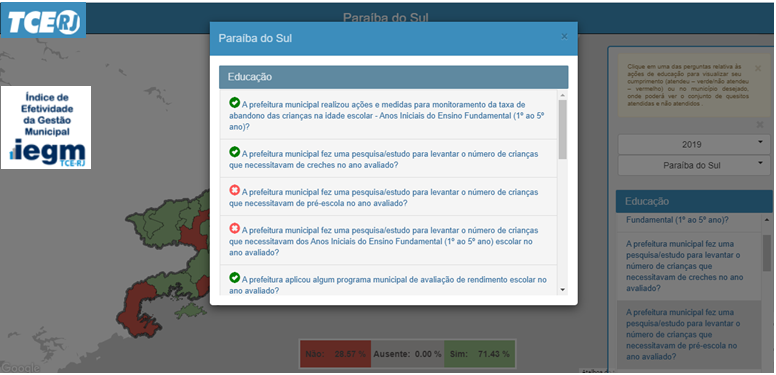 TCERJ
Paraíba do Sul
Índice de
Efetividade
da Gestão
Municipal
iegm
TCE-RJ
Paraíba do Sul
×
Educação
A prefeitura municipal realizou ações e medidas para monitoramento da taxa de
abandono das crianças na idade escolar - Anos Iniciais do Ensino Fundamental (1º ao 5º
ano)?
A prefeitura municipal fez uma pesquisa/estudo para levantar o número de crianças
que necessitavam de creches no ano avaliado?
A prefeitura municipal fez uma pesquisa/estudo para levantar o número de crianças
que necessitavam de pré-escola no ano avaliado?
A prefeitura municipal fez uma pesquisa/estudo para levantar o número de crianças
que necessitavam dos Anos Iniciais do Ensino Fundamental (1º ao 5º ano) escolar no
ano avaliado?
A prefeitura aplicou algum programa municipal de avaliação de rendimento escolar no
ano avaliado?
Clique em uma das perguntas relativa às
ações de educação para visualizar seu
cumprimento (atendeu – verde/não atendeu
– vermelho) ou no município desejado,
onde poderá ver o conjunto de quesitos
atendidas e não atendidos.
×
2019
Paraíba do Sul
Educação
Fundamental (1º ao 5º ano)?
A prefeitura municipal fez uma
pesquisa/estudo para levantar o
número de crianças que
necessitavam de creches no ano
avaliado?
A prefeitura municipal fez uma
pesquisa/estudo para levantar o
número de crianças que
necessitavam de pré-escola no
ano avaliado?
Não: 28.57 % Ausente: 0.00 % Sim: 71.43 %
Google